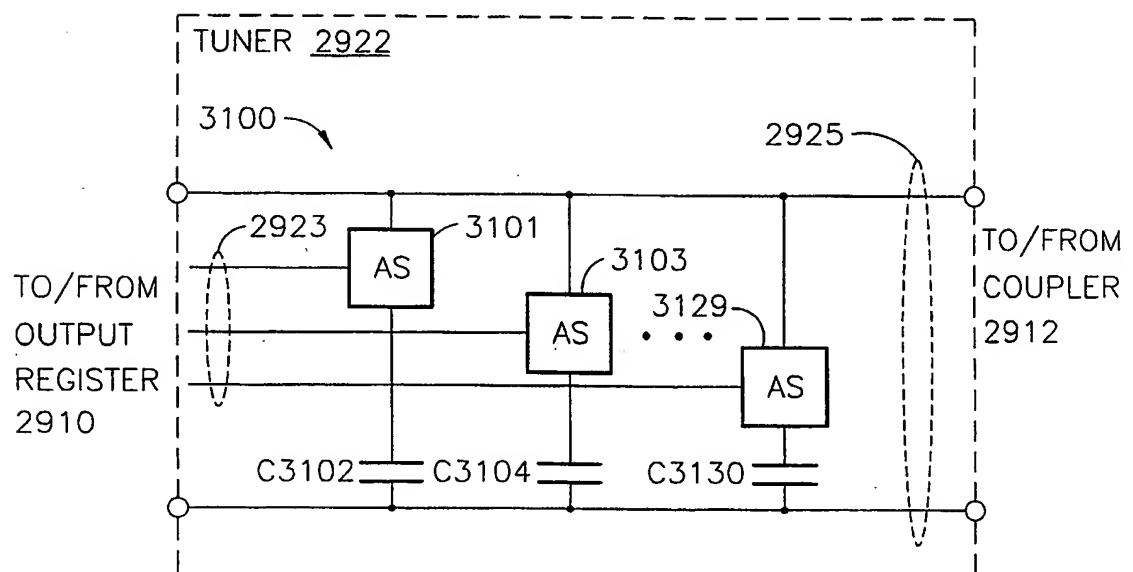 TUNER 2922
3100
2925
2923
3101
AS
3103
AS
3129
AS
TO/FROM
OUTPUT
REGISTER
2910
TO/FROM
COUPLER
2912
C3102
C3104
C3130